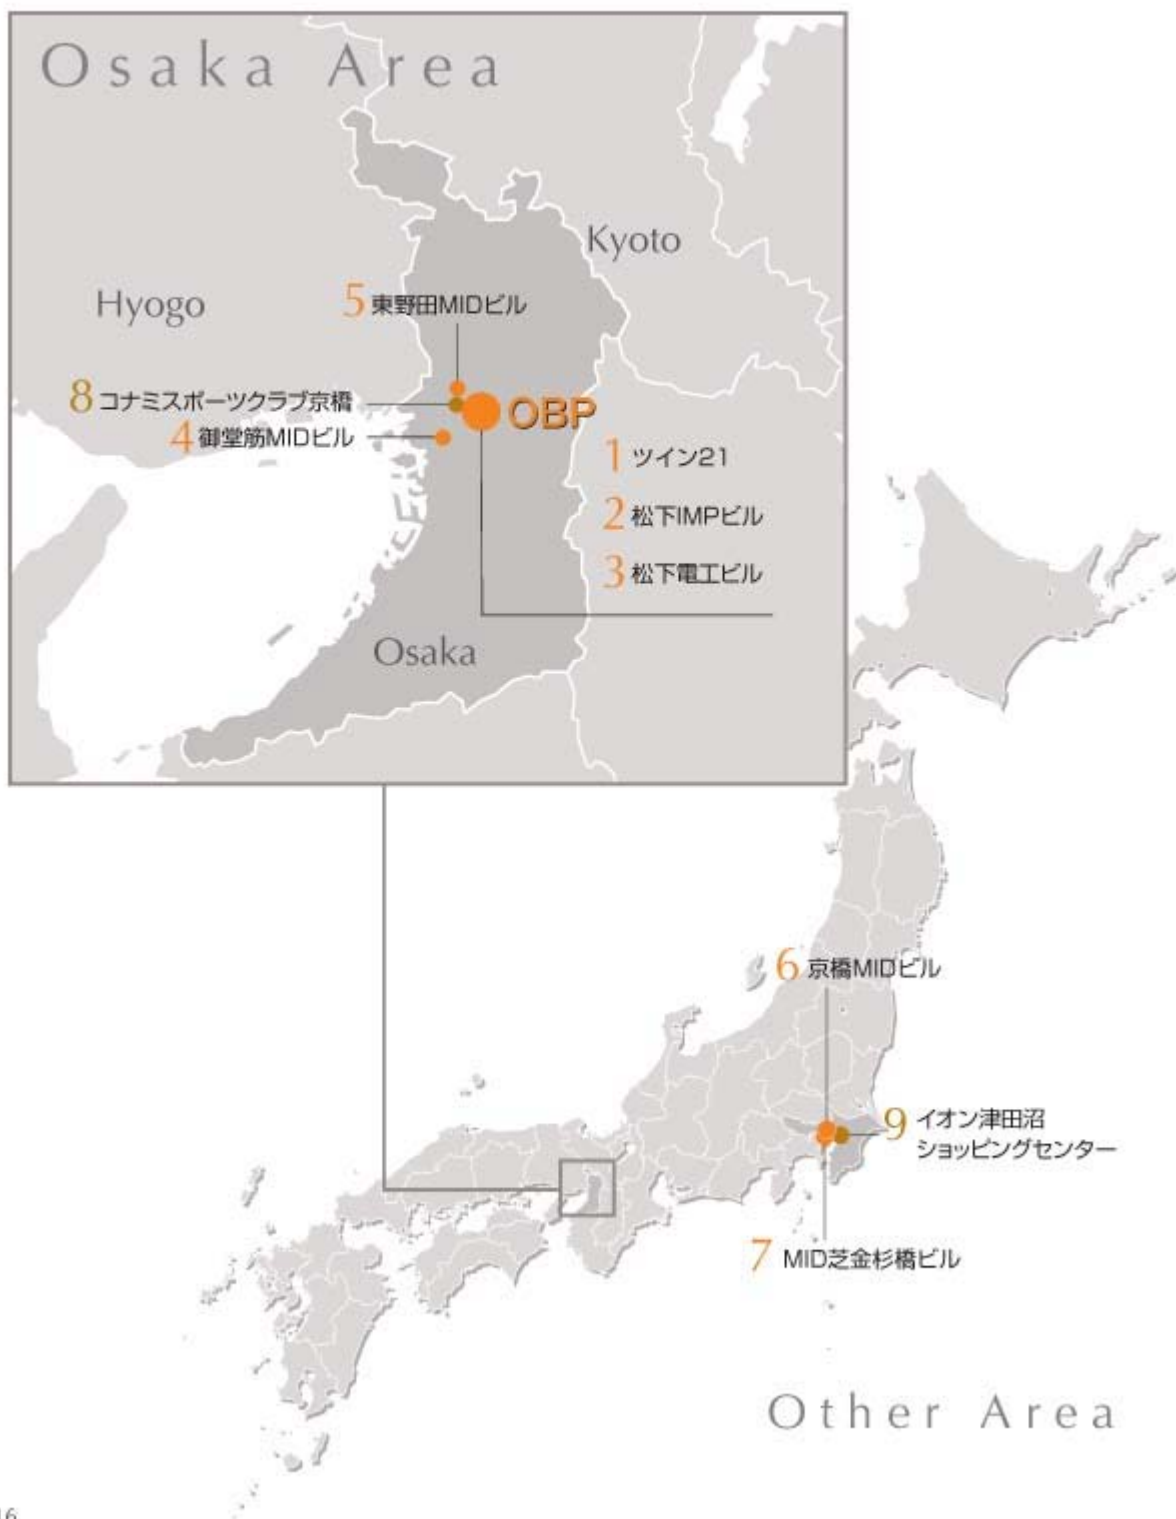 Osaka Area
Kyoto
Hyogo
5 東野田MIDビル
8 コナミスポーツクラブ京橋
OBP
4 御堂筋MIDビル
1 ツイン21
2 松下IMPビル
3 松下電工ビル
Osaka
6 京橋MIDビル
9 イオン津田沼
ショッピングセンター
7 MID芝金杉橋ビル
Other Area
16